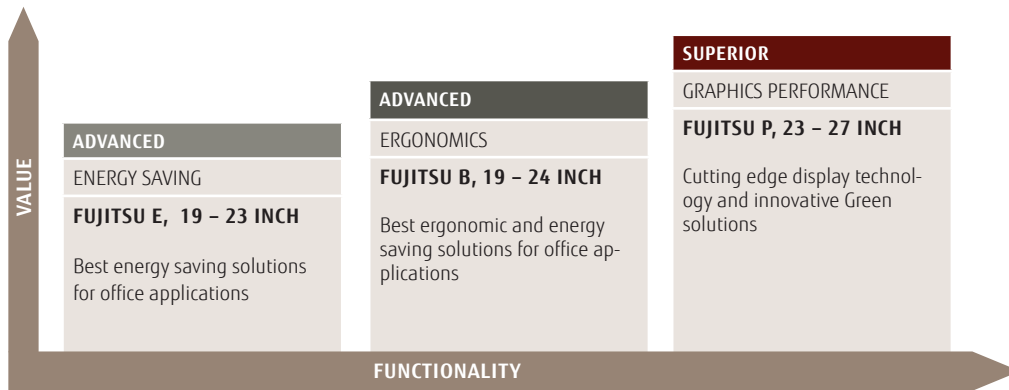 VALUE
ADVANCED
ENERGY SAVING
FUJITSU E, 19 – 23 INCH
Best energy saving solutions
for office applications
ADVANCED
ERGONOMICS
FUJITSU B, 19 – 24 INCH
Best ergonomic and energy
saving solutions for office ap-
plications
SUPERIOR
GRAPHICS PERFORMANCE
FUJITSU P, 23 – 27 INCH
Cutting edge display technol-
ogy and innovative Green
solutions
FUNCTIONALITY